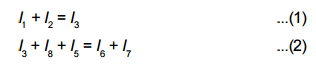 I₁ + I₂ = I₃ ...(1)
I₃ + I₈ + I₅ = I₆ + I₇ ...(2)